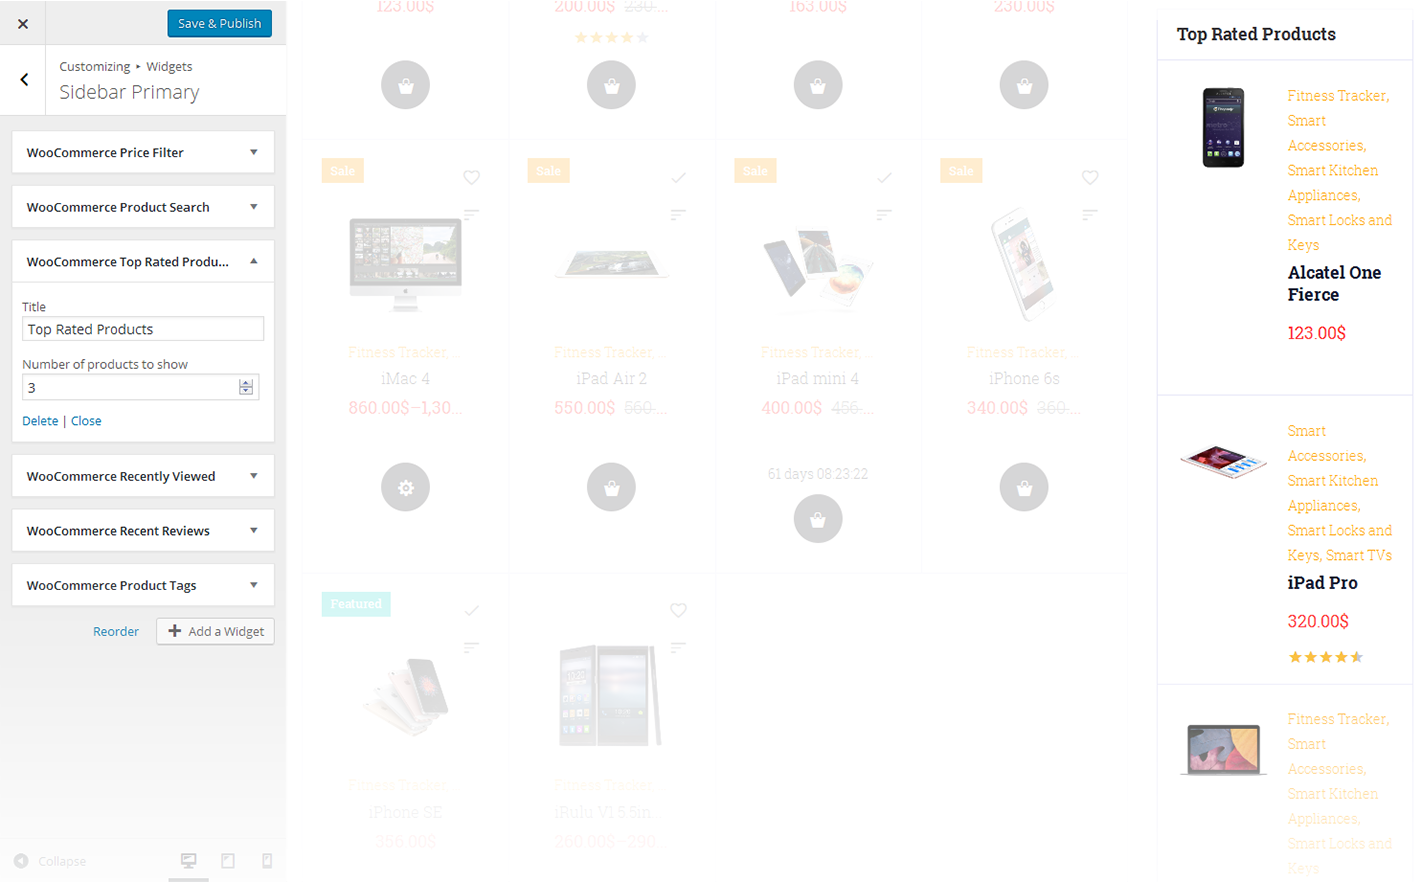 Save & Publish
Customizing ▸ Widgets
Sidebar Primary
WooCommerce Price Filter
WooCommerce Product Search
WooCommerce Top Rated Produ...
Title
Top Rated Products
Number of products to show
3
Delete | Close
WooCommerce Recently Viewed
WooCommerce Recent Reviews
WooCommerce Product Tags
Reorder
Add a Widget
Collapse
123.00$
200.00$ 230...
163.00$
230.00$
Sale
Fitness Tracker, ...
iMac 4
860.00$–1,30...
Sale
Fitness Tracker, ...
iPad Air 2
550.00$ 560...
Sale
Fitness Tracker, ...
iPad mini 4
400.00$ 456...
61 days 08:23:22
Sale
Fitness Tracker, ...
iPhone 6s
340.00$ 360...
Featured
Fitness Tracker,
iPhone SE
356.00$
Fitness Tracker,
iRulu V1 5.5in...
260.00$–290...
Top Rated Products
Fitness Tracker,
Smart
Accessories,
Smart Kitchen
Appliances,
Smart Locks and
Keys
Alcatel One
Fierce
123.00$
Smart
Accessories,
Smart Kitchen
Appliances,
Smart Locks and
Keys, Smart TVs
iPad Pro
320.00$
Fitness Tracker,
Smart
Accessories,
Smart Kitchen
Appliances,
Smart Locks and
Keys